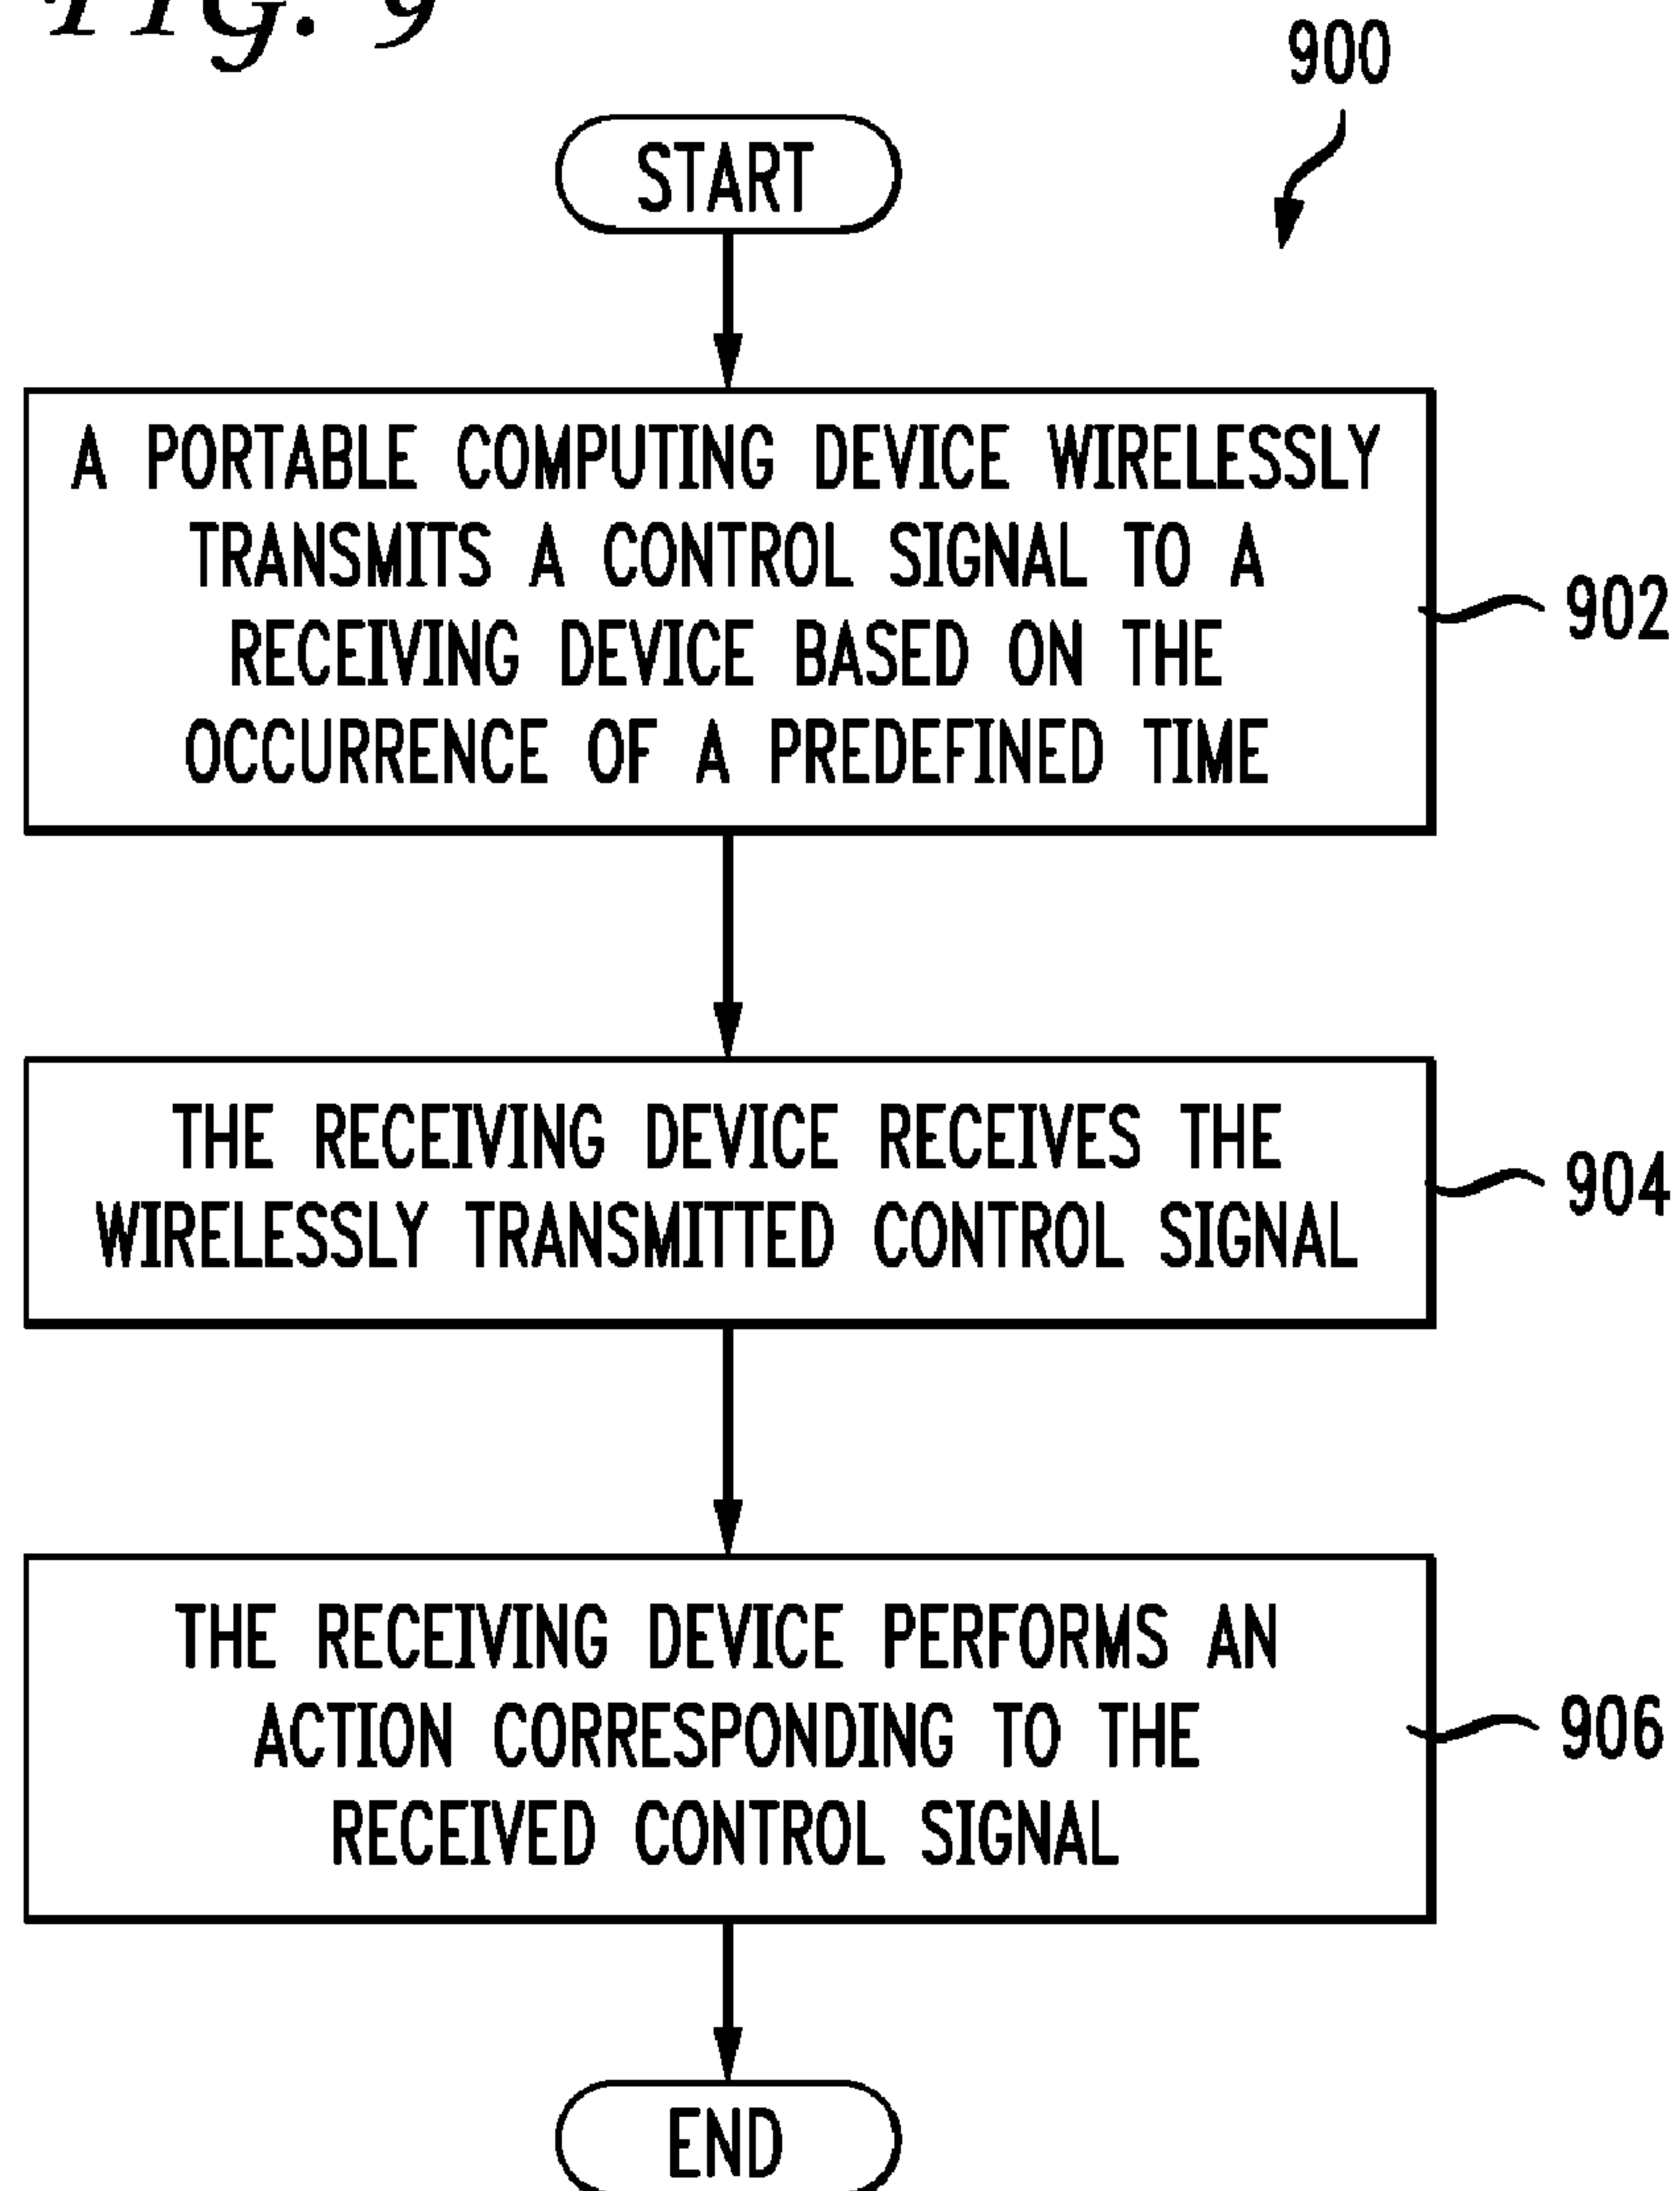 FIG. 9
900
START
A PORTABLE COMPUTING DEVICE WIRELESSLY
TRANSMITS A CONTROL SIGNAL TO A
RECEIVING DEVICE BASED ON THE
OCCURRENCE OF A PREDEFINED TIME
902
THE RECEIVING DEVICE RECEIVES THE
WIRELESSLY TRANSMITTED CONTROL SIGNAL
904
THE RECEIVING DEVICE PERFORMS AN
ACTION CORRESPONDING TO THE
RECEIVED CONTROL SIGNAL
906
END